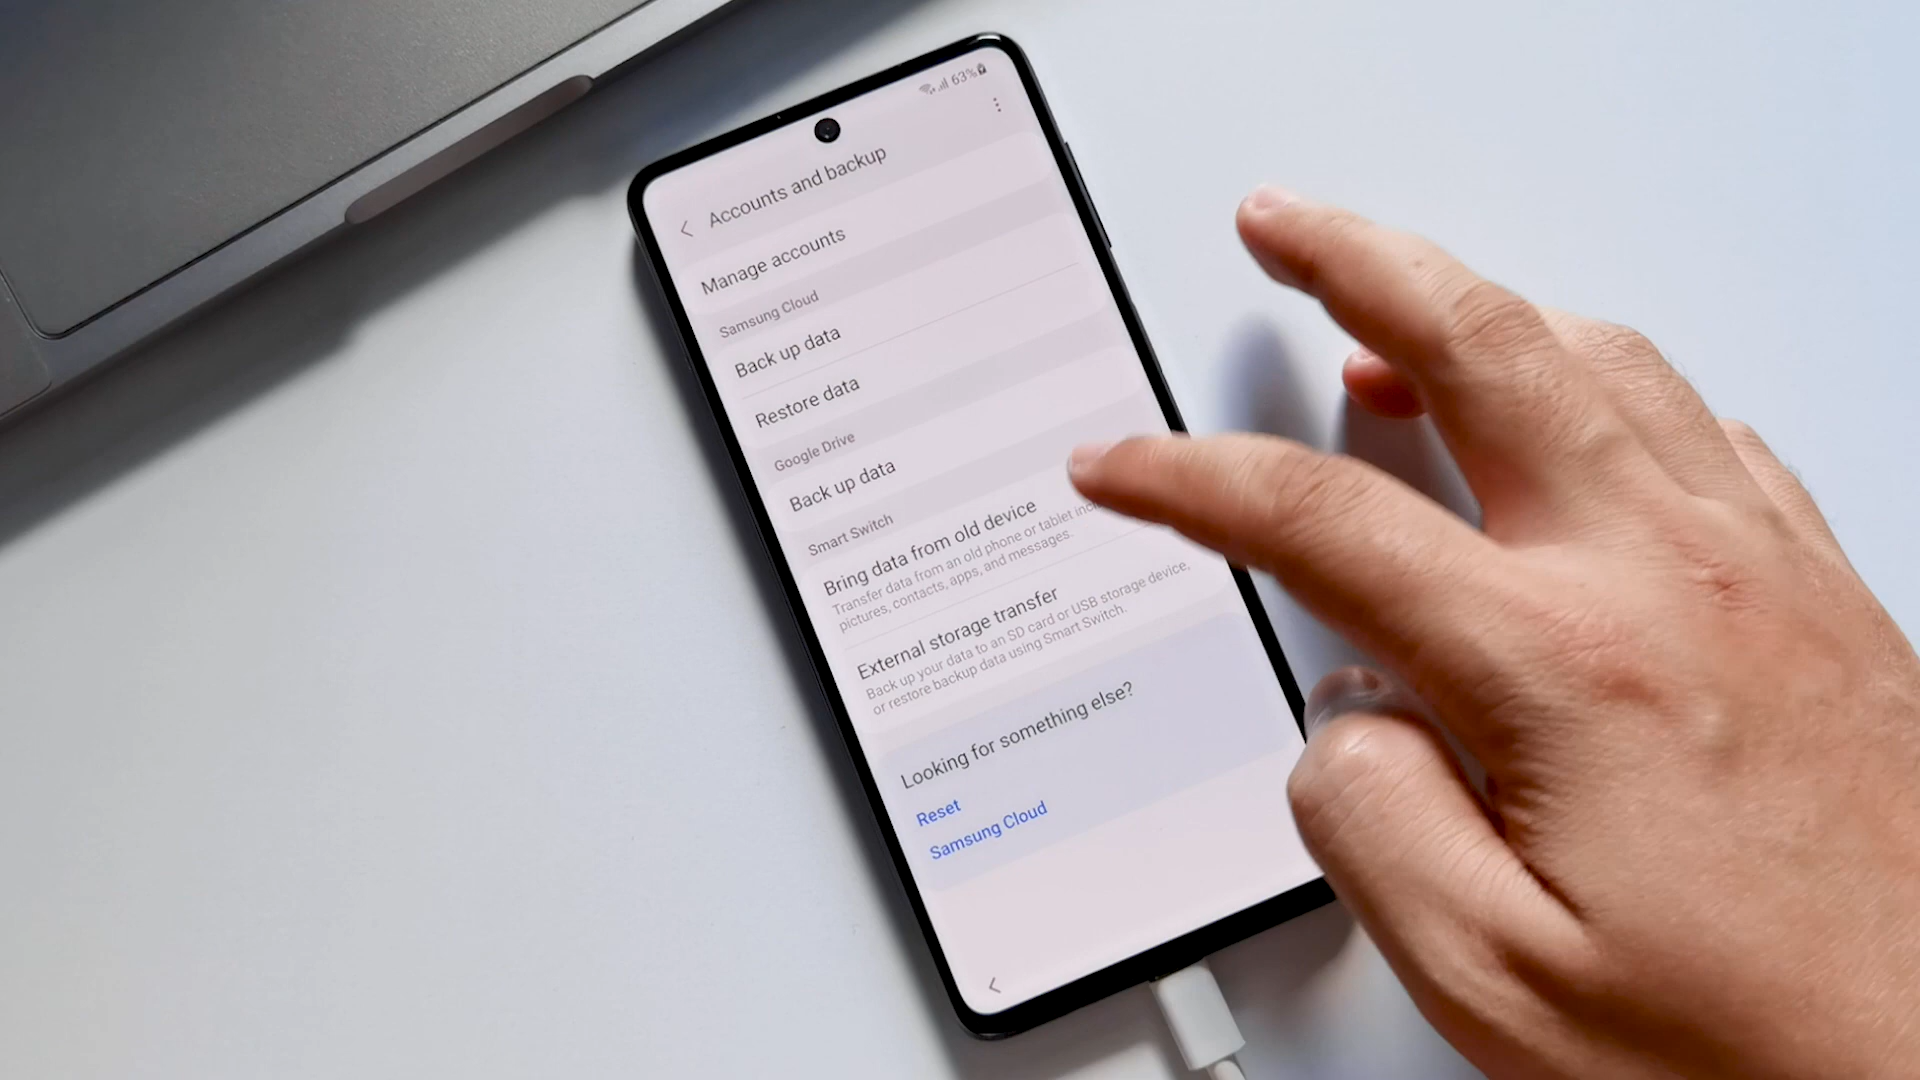 63%
Accounts and backup
Manage accounts
Samsung Cloud
Back up data
Restore data
Google Drive
Back up data
Smart Switch
Bring data from old device
Transfer data from an old phone or tablet
pictures, contacts, apps, and messages.
External storage transfer
Back up your data to an SD card or USB storage device,
or restore backup data using Smart Switch.
Looking for something else?
Reset
Samsung Cloud